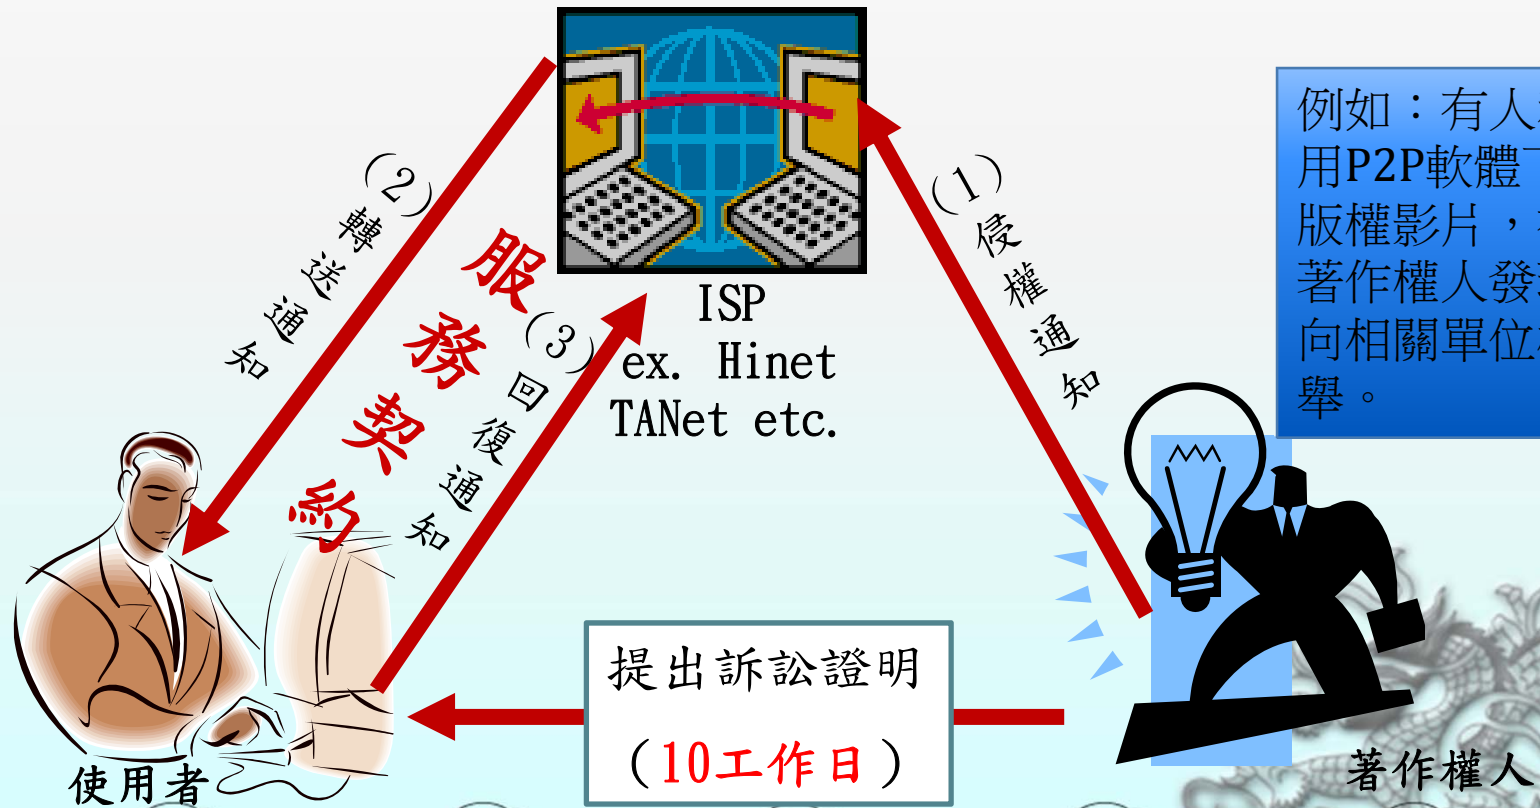 (2)轉送通知
服務契約
(3)回復通知
ISP
ex. Hinet
TANet etc.
(1)侵權通知
例如：有人
用P2P軟體
版權影片，
著作權人發
向相關單位
舉。
提出訴訟證明
(10工作日)
使用者
著作權人